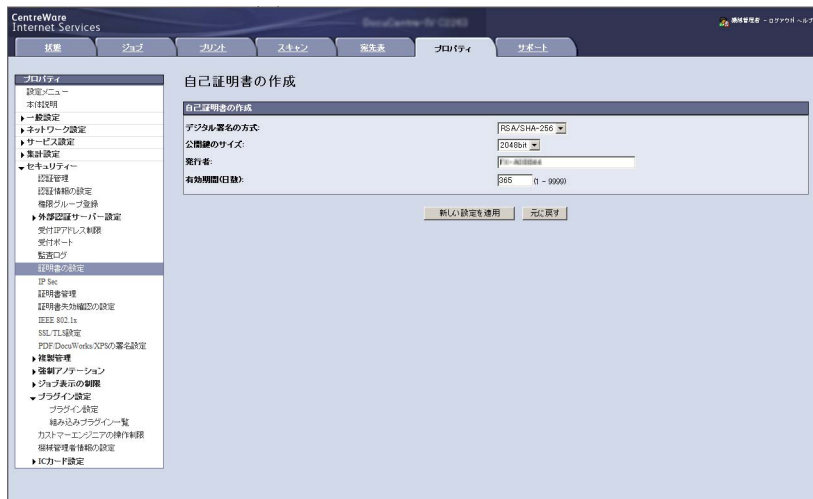 CentreWare
Internet Services
機械管理者 - ログアウト ヘルプ
状態 ジョブ プリント スキャン 宛先表 プロパティ サポート
プロパティ
設定メニュー
本体説明
一般設定
ネットワーク設定
サービス設定
集計設定
セキュリティー
認証管理
認証情報の設定
権限グループ登録
外部認証サーバー設定
受付IPアドレス制限
受付ポート
監査ログ
証明書の設定
IP Sec
証明書管理
証明書失効確認の設定
IEEE 802.1x
SSL/TLS設定
PDF/DocuWorks/XPSの署名設定
複製管理
強制アノテーション
ジョブ表示の制限
プラグイン設定
プラグイン設定
組み込みプラグイン一覧
カストマーエンジニアの操作制限
機械管理者情報の設定
ICカード設定
自己証明書の作成
自己証明書の作成
デジタル署名の方式: RSA/SHA-256
公開鍵のサイズ: 2048bit
発行者:
有効期間(日数): 365 (1 - 9999)
新しい設定を適用 元に戻す